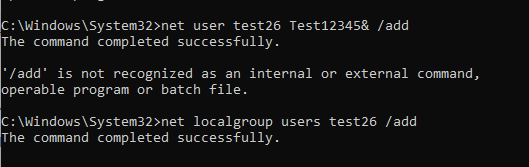 C:\Windows\System32>net user test26 Test12345& /add
The command completed successfully.
'/add' is not recognized as an internal or external command,
operable program or batch file.
C:\Windows\System32>net localgroup users test26 /add
The command completed successfully.